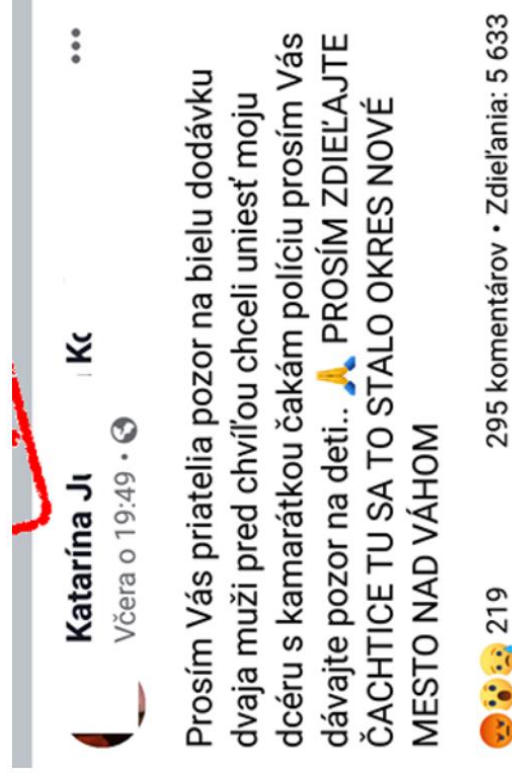 Katarína
Včera o 19:49 •
Prosím Vás priatelia pozor na bielu dodávku
dvaja muži pred chvíľou chceli uniesť moju
dcéru s kamarátkou čakám políciu prosím Vás
dávajte pozor na deti.. 🙏 PROSÍM ZDIEĽAJTE
ČACHTICE TU SA TO STALO OKRES NOVÉ
MESTO NAD VÁHOM
219 295 komentárov • Zdieľania: 5 633